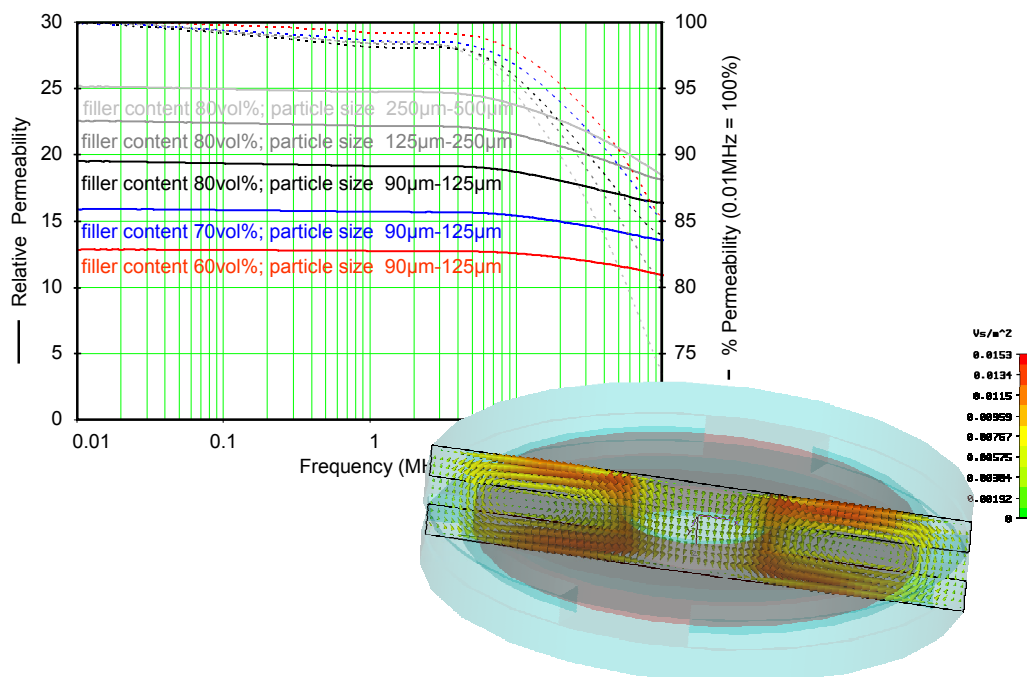 30
25
20
15
10
5
0
Relative Permeability
100
95
90
85
80
75
% Permeability (0.01MHz = 100%)
filler content 80vol%; particle size 250µm-500µm
filler content 80vol%; particle size 125µm-250µm
filler content 80vol%; particle size 90µm-125µm
filler content 70vol%; particle size 90µm-125µm
filler content 60vol%; particle size 90µm-125µm
0.01
0.1
1
Frequency
Vs/m^2
0.0153
0.0134
0.0115
0.00959
0.00767
0.00575
0.00384
0.00192
0